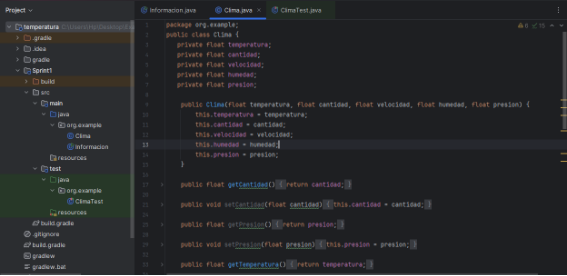 Project
Informacion.java
Clima.java
ClimaTest.java
temperatura
.gradle
.idea
gradle
Sprint1
build
src
main
java
org.example
Clima
Informacion
resources
test
java
org.example
ClimaTest
resources
build.gradle
.gitignore
build.gradle
gradlew
gradlew.bat
package org.example;
public class Clima {
private float temperatura;
private float cantidad;
private float velocidad;
private float humedad;
private float presion;
public Clima(float temperatura, float cantidad, float velocidad, float humedad, float presion) {
this.temperatura = temperatura;
this.cantidad = cantidad;
this.velocidad = velocidad;
this.humedad = humedad;
this.presion = presion;
}
public float getCantidad() { return cantidad; }
public void setCantidad(float cantidad) { this.cantidad = cantidad; }
public float getPresion() { return presion; }
public void setPresion(float presion) { this.presion = presion; }
public float getTemperatura() { return temperatura; }